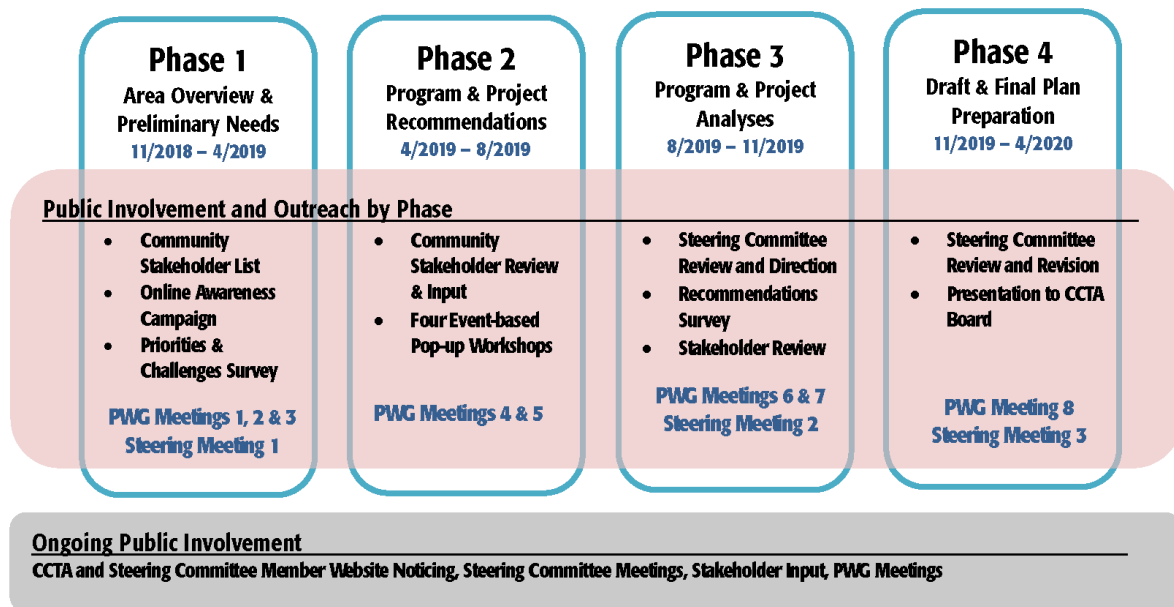 Phase 1
Area Overview &
Preliminary Needs
11/2018 – 4/2019
Phase 2
Program & Project
Recommendations
4/2019 – 8/2019
Phase 3
Program & Project
Analyses
8/2019 – 11/2019
Phase 4
Draft & Final Plan
Preparation
11/2019 – 4/2020
Public Involvement and Outreach by Phase
• Community
Stakeholder List
• Online Awareness
Campaign
• Priorities &
Challenges Survey
PWG Meetings 1, 2 & 3
Steering Meeting 1
• Community
Stakeholder Review
& Input
• Four Event-based
Pop-up Workshops
PWG Meetings 4 & 5
• Steering Committee
Review and Direction
• Recommendations
Survey
• Stakeholder Review
PWG Meetings 6 & 7
Steering Meeting 2
• Steering Committee
Review and Revision
• Presentation to CCTA
Board
PWG Meeting 8
Steering Meeting 3
Ongoing Public Involvement
CCTA and Steering Committee Member Website Noticing, Steering Committee Meetings, Stakeholder Input, PWG Meetings